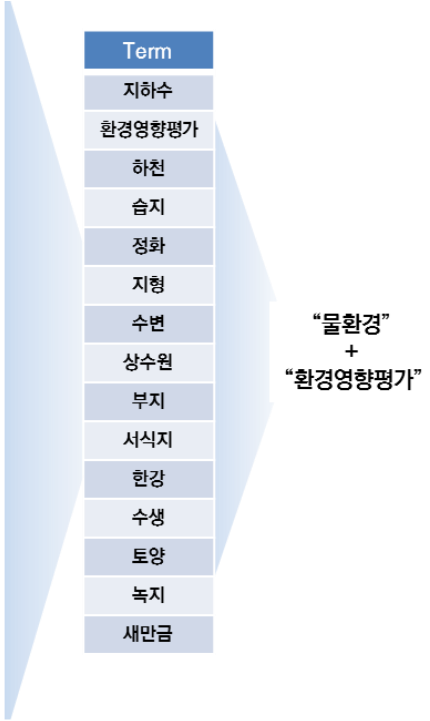 Term
지하수
환경영향평가
하천
습지
정화
지형
수변
상수원
부지
서식지
한강
수생
토양
녹지
새만금
“물환경”
+
“환경영향평가”